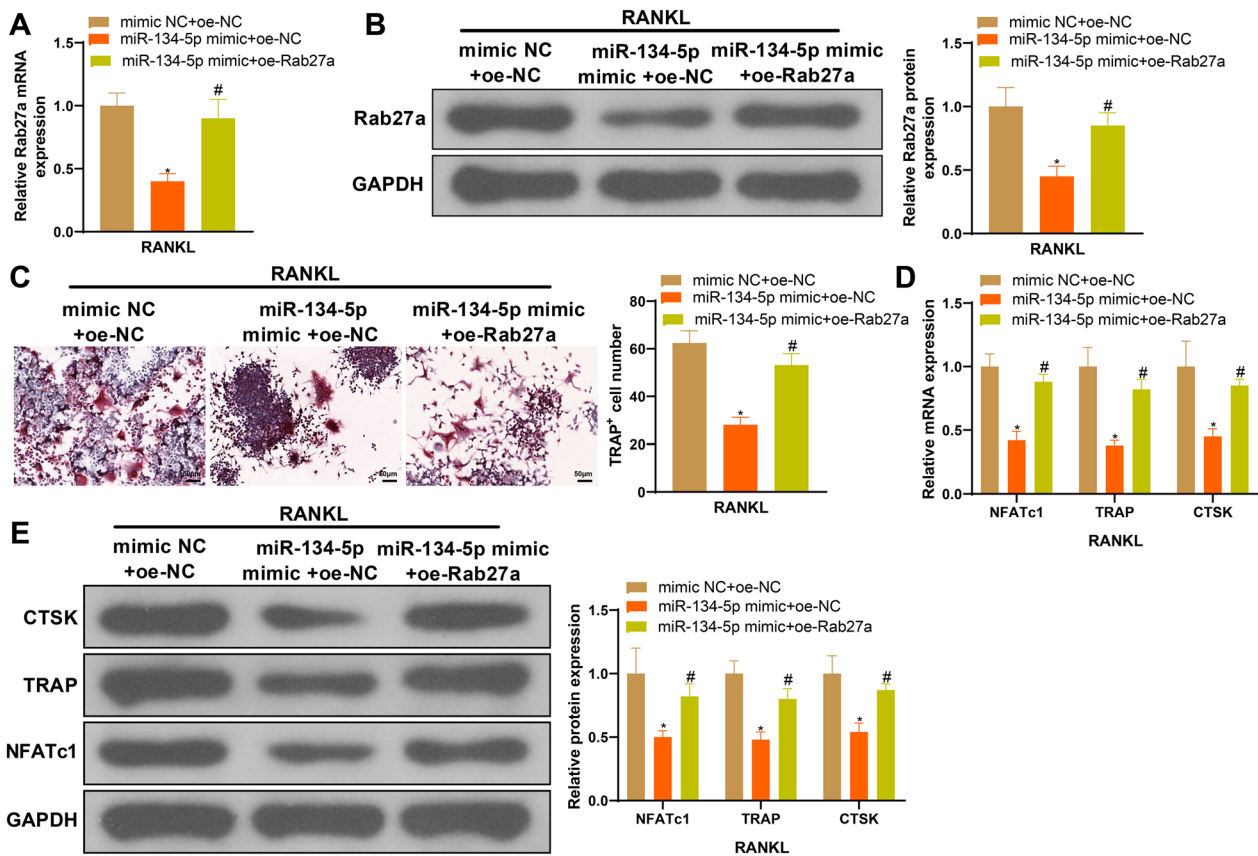 A
mimic NC+oe-NC
miR-134-5p mimic+oe-NC
miR-134-5p mimic+oe-Rab27a
Relative Rab27a mRNA
expression
1.5
1.0
0.5
0.0
*
#
RANKL
B
RANKL
mimic NC
+oe-NC
miR-134-5p
mimic +oe-NC
miR-134-5p mimic
+oe-Rab27a
Rab27a
GAPDH
mimic NC+oe-NC
miR-134-5p mimic+oe-NC
miR-134-5p mimic+oe-Rab27a
Relative Rab27a protein
expression
1.5
1.0
0.5
0.0
*
#
RANKL
C
RANKL
mimic NC
+oe-NC
miR-134-5p
mimic +oe-NC
miR-134-5p mimic
+oe-Rab27a
50μm
50μm
50μm
mimic NC+oe-NC
miR-134-5p mimic+oe-NC
miR-134-5p mimic+oe-Rab27a
TRAP+ cell number
80
60
40
20
0
*
#
RANKL
D
mimic NC+oe-NC
miR-134-5p mimic+oe-NC
miR-134-5p mimic+oe-Rab27a
Relative mRNA expression
1.5
1.0
0.5
0.0
* # * # * #
NFATc1 TRAP CTSK
RANKL
E
RANKL
mimic NC
+oe-NC
miR-134-5p
mimic +oe-NC
miR-134-5p mimic
+oe-Rab27a
CTSK
TRAP
NFATc1
GAPDH
mimic NC+oe-NC
miR-134-5p mimic+oe-NC
miR-134-5p mimic+oe-Rab27a
Relative protein expression
1.5
1.0
0.5
0.0
* # * # * #
NFATc1 TRAP CTSK
RANKL